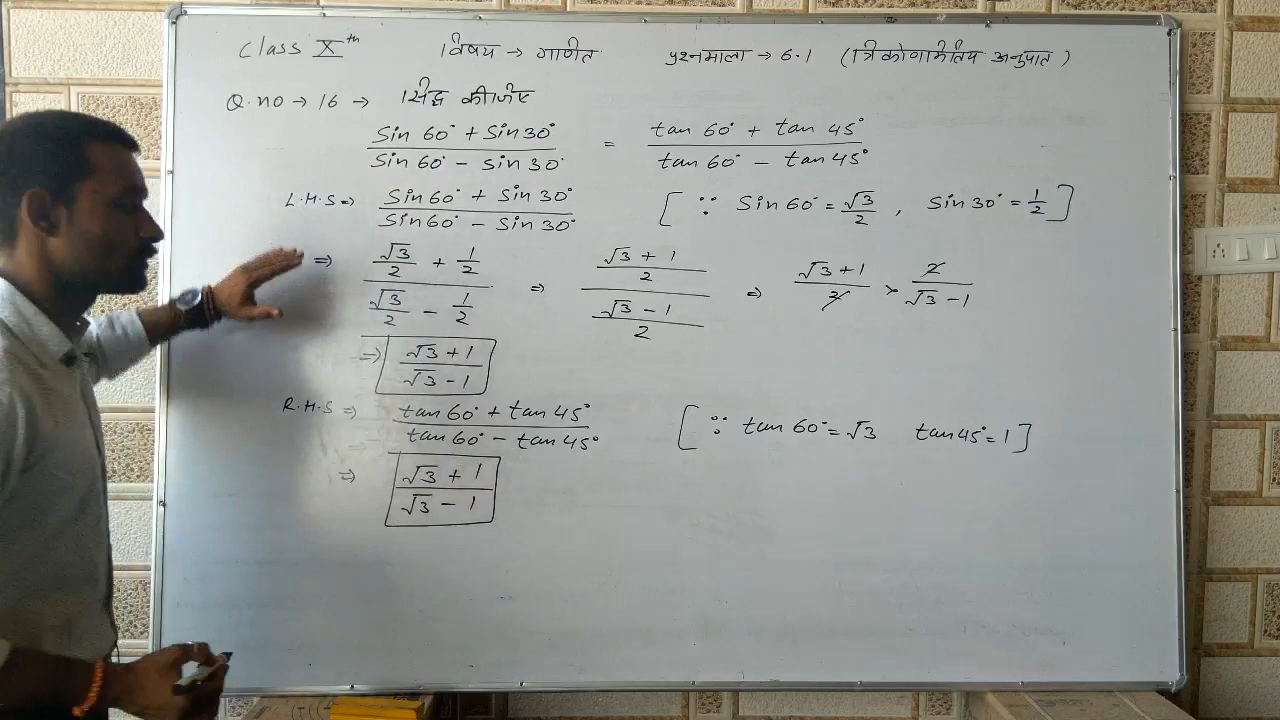 Class Xth विषय → गणित प्रश्नमाला → 6.1 (त्रिकोणमितिय अनुपात)
Q.no → 16 → सिद्ध कीजिए
(Sin 60° + Sin 30°)/(Sin 60° − Sin 30°) = (tan 60° + tan 45°)/(tan 60° − tan 45°)
L.H.S ⇒ (Sin 60° + Sin 30°)/(Sin 60° − Sin 30°) [∵ Sin 60° = √3/2, Sin 30° = 1/2]
⇒ (√3/2 + 1/2)/(√3/2 − 1/2) ⇒ ((√3 + 1)/2)/((√3 − 1)/2) ⇒ (√3 + 1)/2 × 2/(√3 − 1)
⇒ (√3 + 1)/(√3 − 1)
R.H.S ⇒ (tan 60° + tan 45°)/(tan 60° − tan 45°) [∵ tan 60° = √3 tan 45° = 1]
⇒ (√3 + 1)/(√3 − 1)